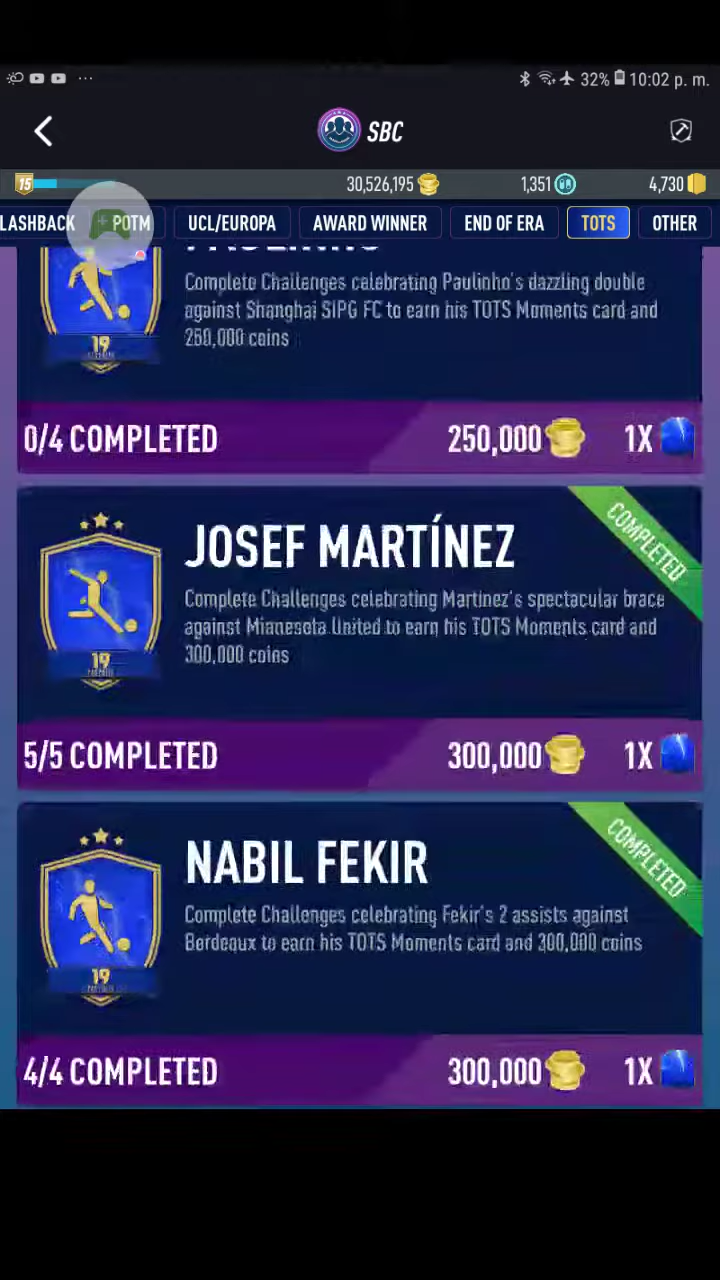 32% 10:02 p. m.
SBC
15 30,526,195 1,351 4,730
LASHBACK POTM UCL/EUROPA AWARD WINNER END OF ERA TOTS OTHER
Complete Challenges celebrating Paulinho's dazzling double
against Shanghai SIPG FC to earn his TOTS Moments card and
250,000 coins
19
0/4 COMPLETED 250,000 1X
COMPLETED
JOSEF MARTÍNEZ
Complete Challenges celebrating Martinez's spectacular brace
against Minnesota United to earn his TOTS Moments card and
300,000 coins
19
5/5 COMPLETED 300,000 1X
COMPLETED
NABIL FEKIR
Complete Challenges celebrating Fekir's 2 assists against
Bordeaux to earn his TOTS Moments card and 300,000 coins
19
4/4 COMPLETED 300,000 1X